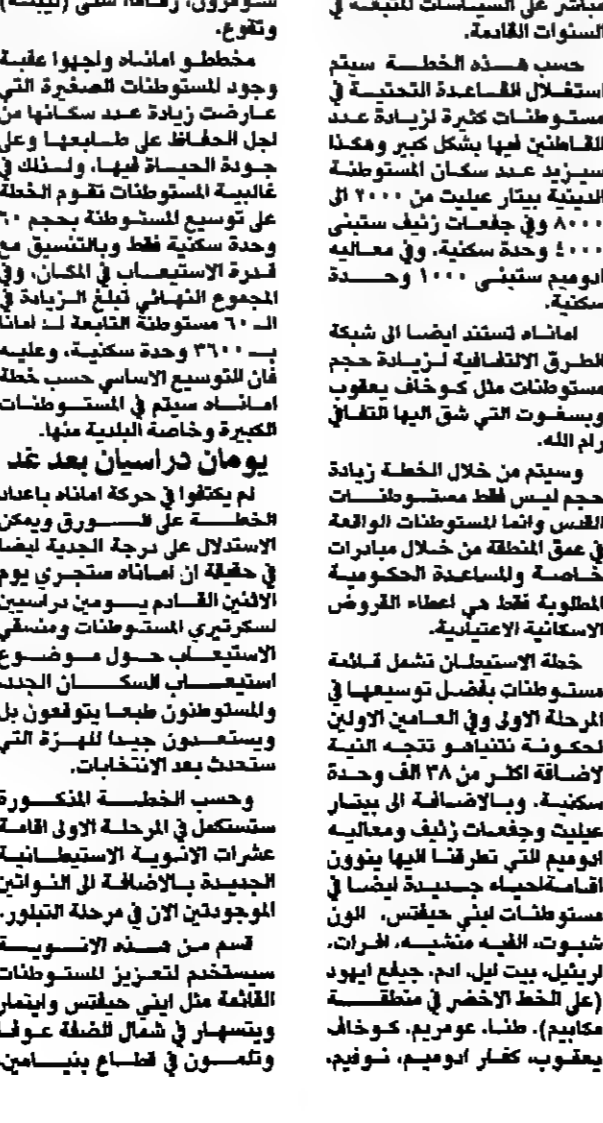 مباشر على السياسات المتبعة في
السنوات القادمة.
حسب هذه الخطة سيتم
استغلال القاعدة التحتية في
مستوطنات كثيرة لزيادة عدد
القاطنين فيها بشكل كبير وهكذا
سيزيد عدد سكان المستوطنة
الدينية بيتار عيليت من ٢٠٠٠ الى
٨٠٠٠ وفي جفعات زئيف ستبنى
٤٠٠٠ وحدة سكنية، وفي معاليه
ادوميم ستبنى ١٠٠٠ وحدة
سكنية.
امانــاه تستند ايضا الى شبكة
الطرق الالتفافية لزيادة حجم
مستوطنات مثل كوخاف يعقوب
وبسغوت التي شق اليها التفافي
رام الله.
وسيتم من خلال الخطة زيادة
حجم ليس فقط مستوطنات
القدس وانما المستوطنات الواقعة
في عمق المنطقة من خلال مبادرات
خاصة والمساعدة الحكومية
المطلوبة فقط هي اعطاء القروض
الاسكانية الاعتيادية.
خطة الاستيطان تشمل قائمة
مستوطنات يفضل توسيعها في
المرحلة الاولى وفي العامين الاولين
لحكونة نتنياهو تتجه النية
لاضافة اكثر من ٣٨ الف وحدة
سكنية. وبالاضافة الى بيتار
عيليت وجفعات زئيف ومعاليه
ادوميم التي تطرقنا اليها ينوون
اقامة احياء جديدة ايضا في
مستوطنات ابني حيفتس، الون
شبوت، الفيه منشيه، افرات،
اريئيل، بيت ايل، ادم، جبعع ايهود
(على الخط الاخضر في منطقة
مكابيم). طنا، عومريم، كوخاف
يعقوب، كفار ادوميم، نوفيم،
شومرون،
وتفوع.
مخططو امانــاه واجهوا عقبة
وجود المستوطنات الصغيرة التي
عارضت زيادة عدد سكانها من
اجل الحفاظ على طابعها وعلى
جودة الحياة فيها، ولذلك في
غالبية المستوطنات تقوم الخطة
على توسيع المستوطنة بحجم ٦٠
وحدة سكنية فقط وبالتنسيق مع
قدرة الاستيعاب في المكان، وفي
المجموع النهائي تبلغ الزيادة في
الـ ٦٠ مستوطنة التابعة لـ امانا
بـ ٣٦٠٠ وحدة سكنية، وعليه
فان التوسيع الاساسي حسب خطة
امانــاه سيتم في المستوطنات
الكبيرة وخاصة البلدية منها.
يومان دراسيان بعد غد
لم يكتفوا في حركة اماناه باعداد
الخطة على الورق ويمكن
الاستدلال على درجة الجدية ايضا
في حقيقة ان اماناه ستجري يوم
الاثنين القادم يومين دراسيين
لسكرتيري المستوطنات ومنسقي
الاستيعاب حول موضوع
استيعاب السكان الجدد
والمستوطنون طبعا يتوقعون بل
ويستعدون جيدا للهزة التي
ستحدث بعد الانتخابات.
وحسب الخطة المذكورة
ستستكمل في المرحلة الاولى اقامة
عشرات الانوية الاستيطانية
الجديدة بالاضافة الى النواتين
الموجودتين الان في مرحلة التبلور.
قسم من هذه الانوية
سيستخدم لتعزيز المستوطنات
القائمة مثل ابني حيفتس وايتمار
ويتسهار في شمال الضفة عوفرا
وتلمون في قطاع بنيامين،